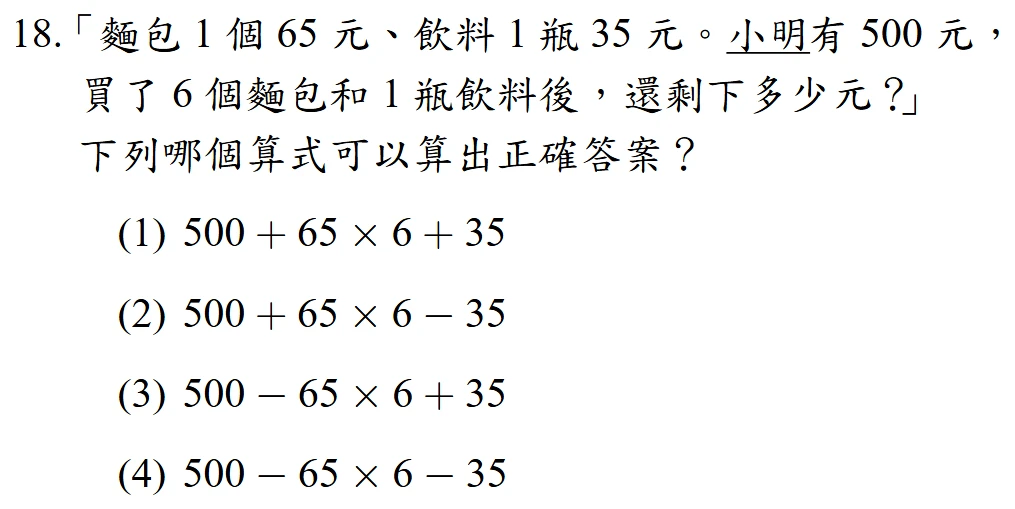 18.「麵包 1 個 65 元、飲料 1 瓶 35 元。小明有 500 元，
買了 6 個麵包和 1 瓶飲料後，還剩下多少元？」
下列哪個算式可以算出正確答案？
(1) 500 + 65 × 6 + 35
(2) 500 + 65 × 6 − 35
(3) 500 − 65 × 6 + 35
(4) 500 − 65 × 6 − 35